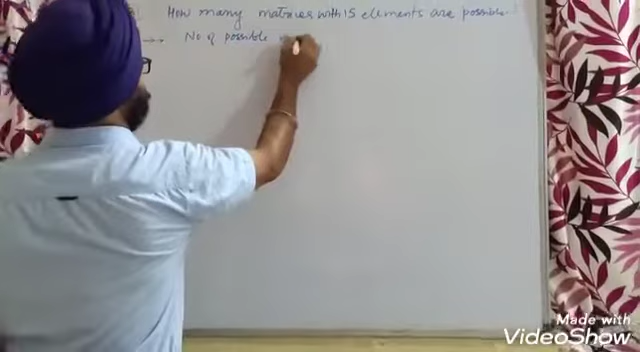 How many matrices with 15 elements are possible
No of possible
Made with
VideoShow